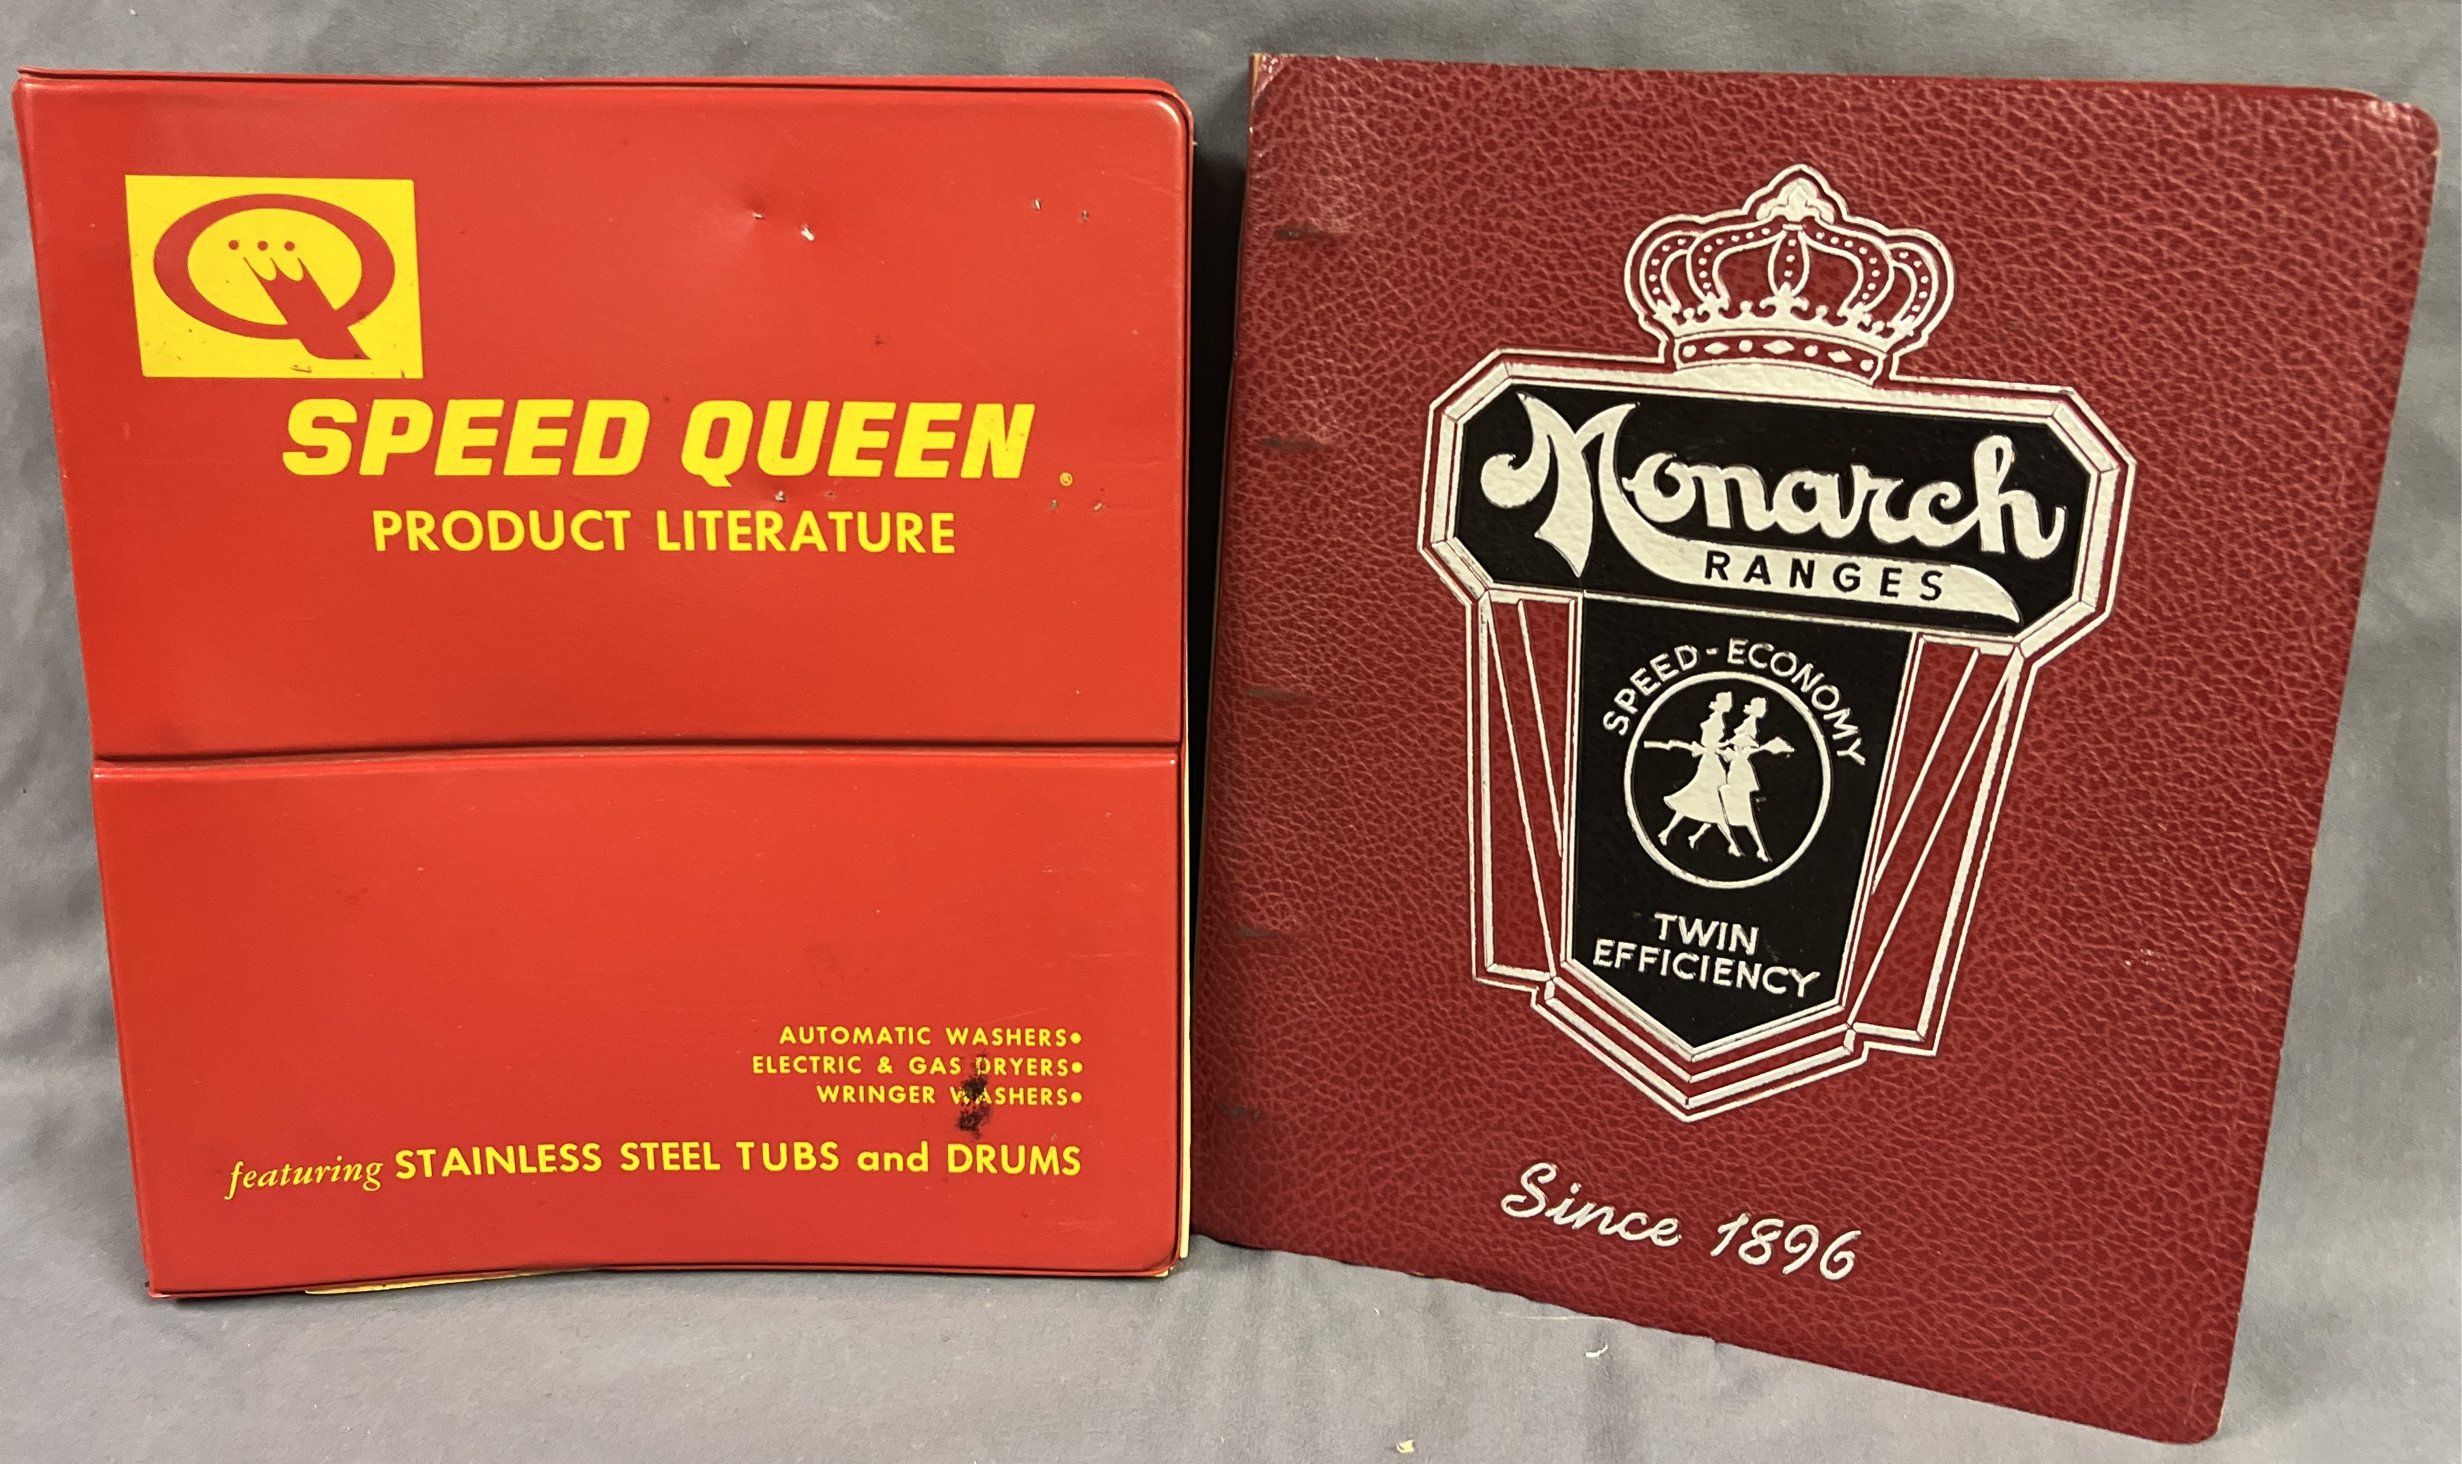 Q
SPEED QUEEN®
PRODUCT LITERATURE
AUTOMATIC WASHERS•
ELECTRIC & GAS DRYERS•
WRINGER WASHERS•
featuring STAINLESS STEEL TUBS and DRUMS
Monarch
RANGES
SPEED-ECONOMY
TWIN
EFFICIENCY
Since 1896